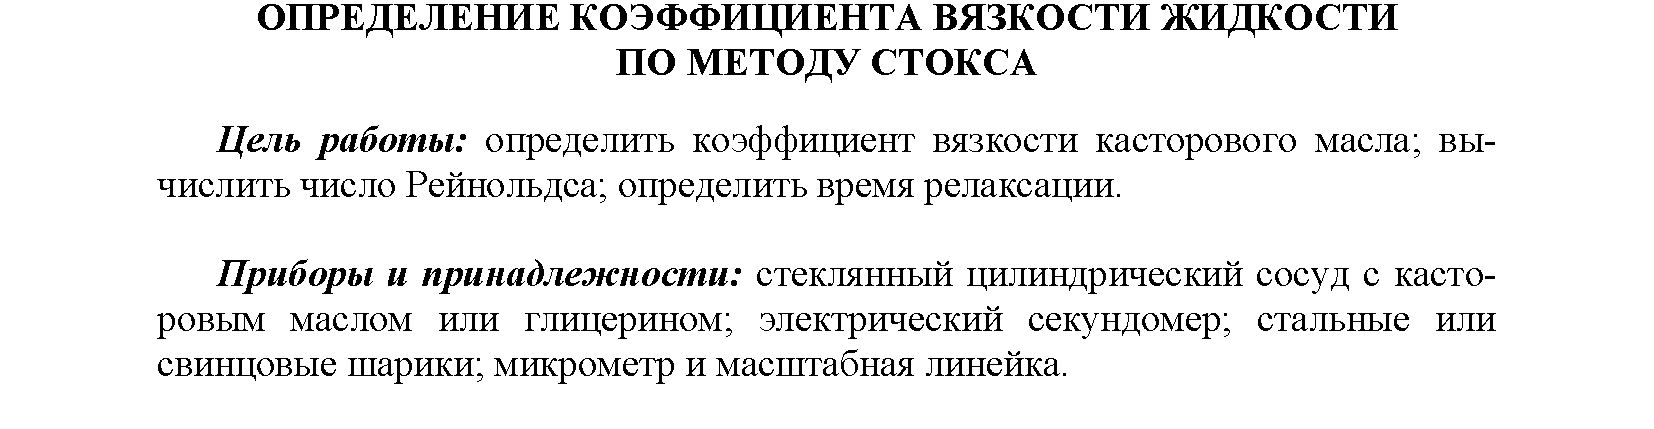 ОПРЕДЕЛЕНИЕ КОЭФФИЦИЕНТА ВЯЗКОСТИ ЖИДКОСТИ
ПО МЕТОДУ СТОКСА
Цель работы: определить коэффициент вязкости касторового масла; вы-
числить число Рейнольдса; определить время релаксации.
Приборы и принадлежности: стеклянный цилиндрический сосуд с касто-
ровым маслом или глицерином; электрический секундомер; стальные или
свинцовые шарики; микрометр и масштабная линейка.